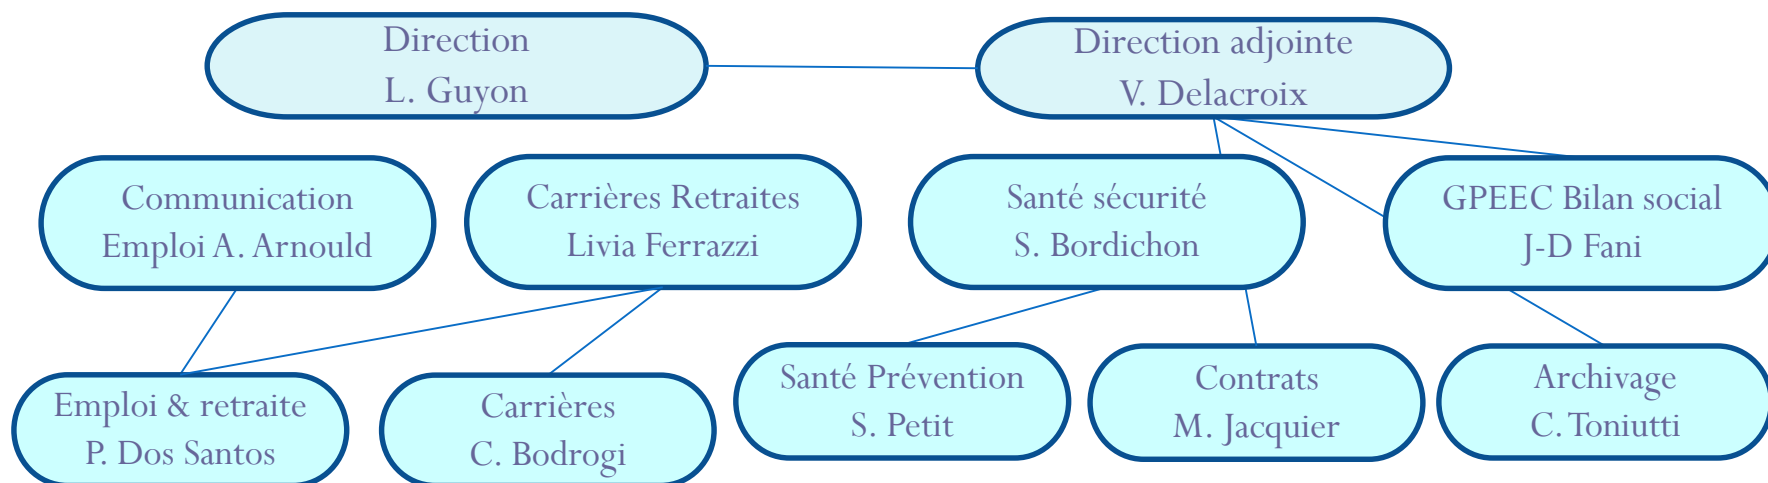 Direction
L. Guyon
Direction adjointe
V. Delacroix
Communication
Emploi A. Arnould
Carrières Retraites
Livia Ferrazzi
Santé sécurité
S. Bordichon
GPEEC Bilan social
J-D Fani
Emploi & retraite
P. Dos Santos
Carrières
C. Bodrogi
Santé Prévention
S. Petit
Contrats
M. Jacquier
Archivage
C. Toniutti